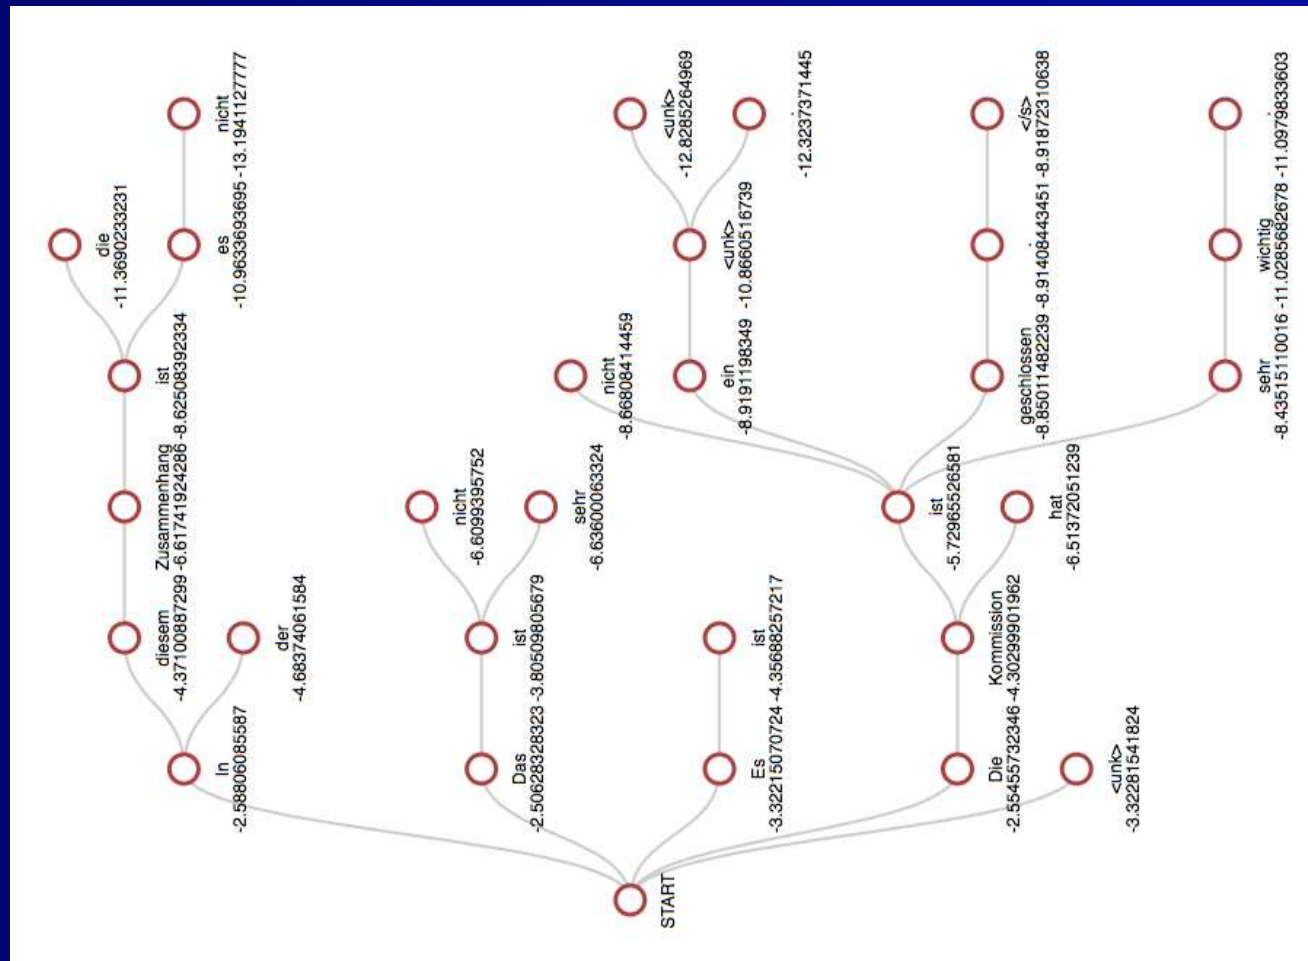 die
-11.3690233231
diesem Zusammenhang ist
-4.37100887299 -6.61741924286 -8.62508392334
In es nicht
-2.58806085587 -10.9633693695 -13.1941127777
der
-4.68374061584
nicht
-6.6099395752
Das ist
-2.50628328323 -3.80509805679
sehr
-6.63600063324
nicht
-8.66808414459
START <unk>
-12.8285264969
ein <unk>
-8.9191198349 -10.8660516739
Es ist
-3.32215070724 -4.35688257217
.
-12.3237371445
ist
-5.72965526581
Die Kommission
-2.55455732346 -4.30299901962
geschlossen . </s>
-8.85011482239 -8.91408443451 -8.91872310638
hat
-6.51372051239
<unk>
-3.32281541824
sehr wichtig .
-8.43515110016 -11.0285682678 -11.0979833603